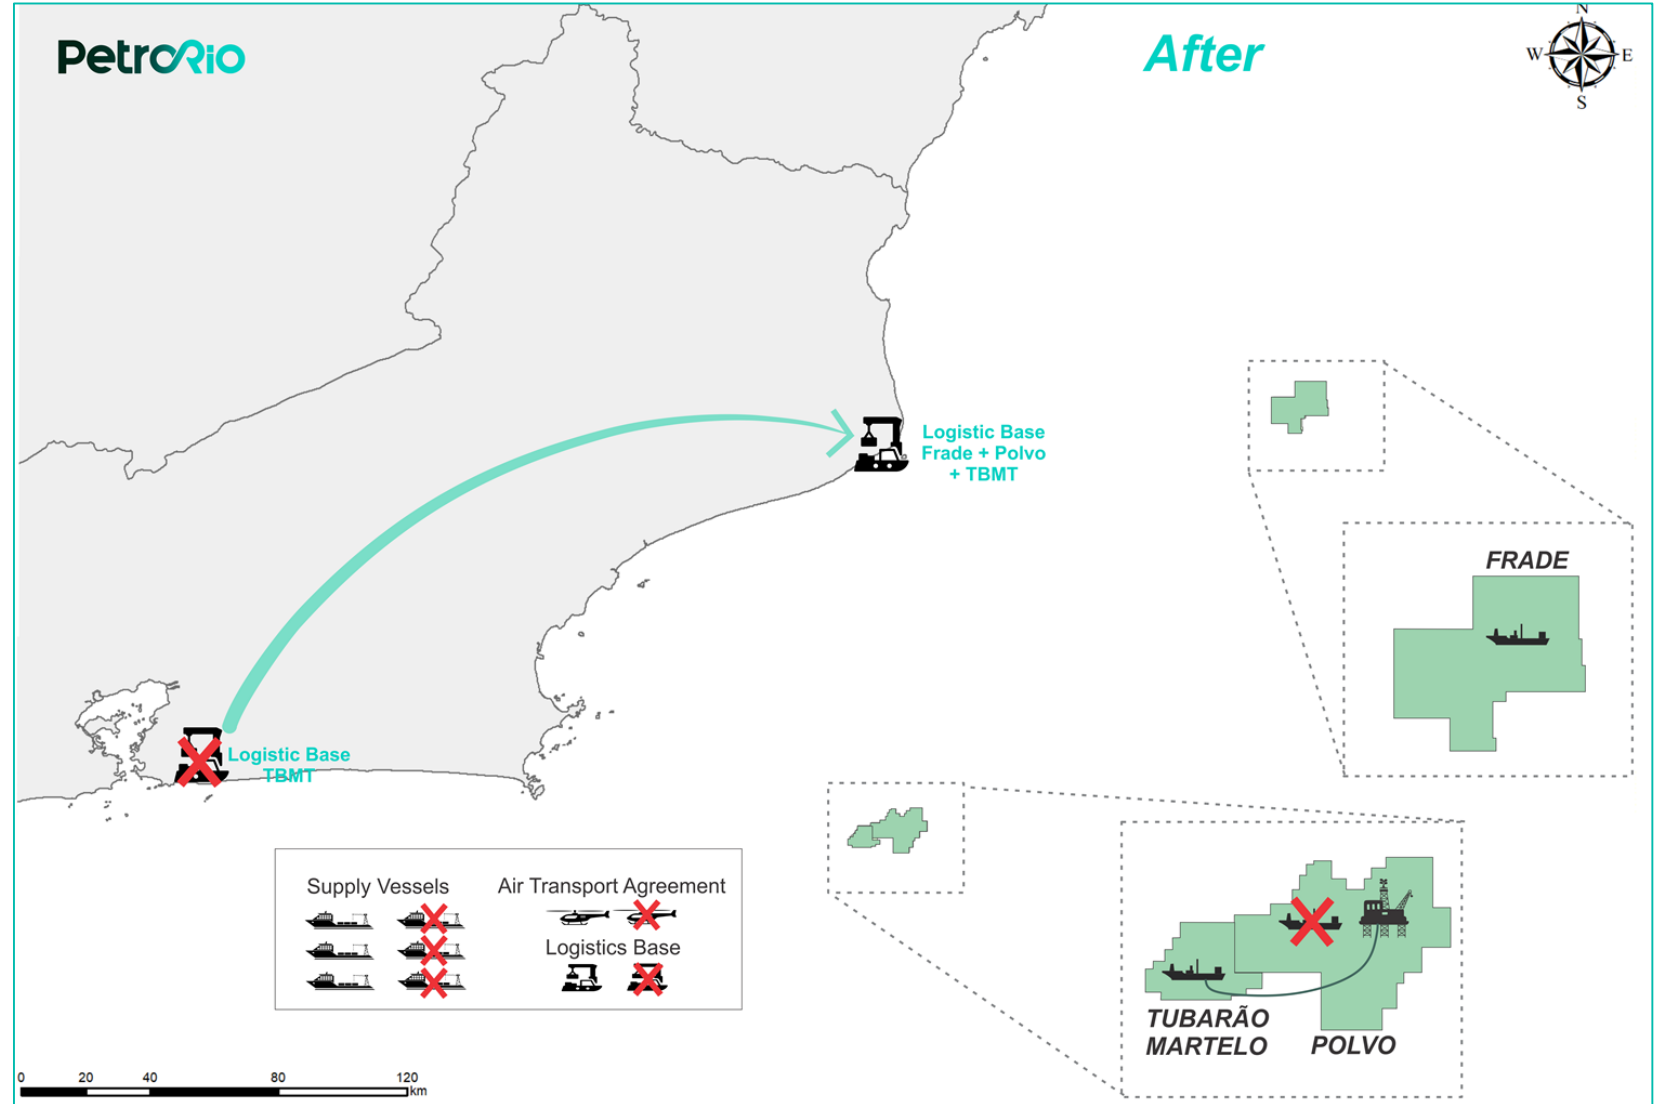 PetroRio
After
N
W
E
S
Logistic Base
Frade + Polvo
+ TBMT
FRADE
Logistic Base
TBMT
Supply Vessels
Air Transport Agreement
Logistics Base
TUBARÃO
MARTELO
POLVO
0 20 40 80 120
km